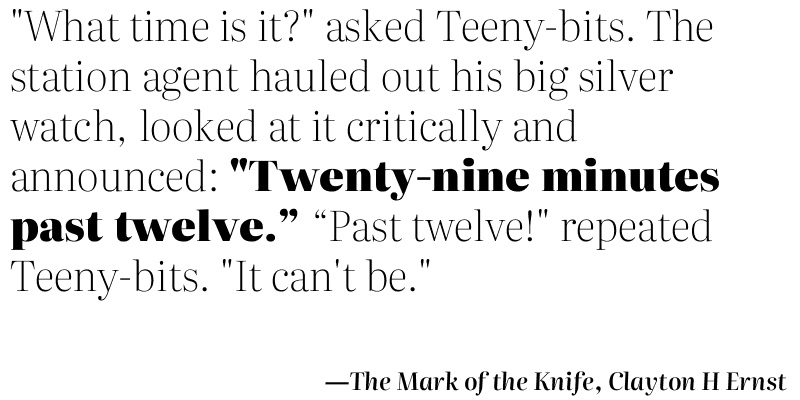 "What time is it?" asked Teeny-bits. The
station agent hauled out his big silver
watch, looked at it critically and
announced: "Twenty-nine minutes
past twelve.” “Past twelve!" repeated
Teeny-bits. "It can't be."
—The Mark of the Knife, Clayton H Ernst